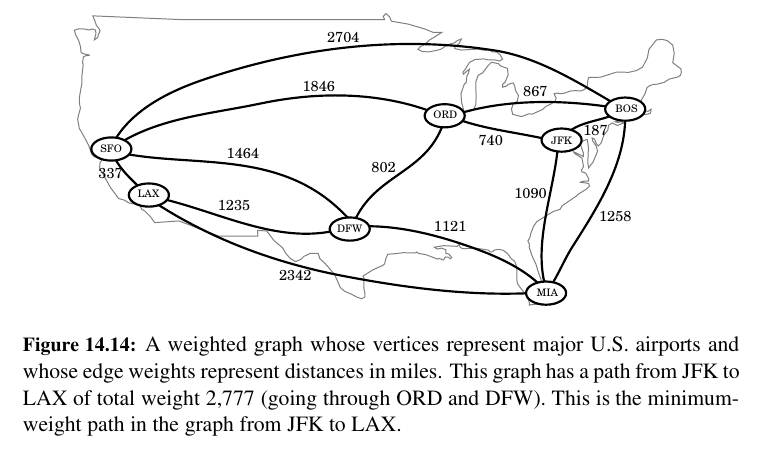 2704
1846
867
BOS
ORD
187
740
JFK
SFO
1464
802
337
LAX
1235
1090
1258
DFW
1121
2342
MIA
Figure 14.14: A weighted graph whose vertices represent major U.S. airports and
whose edge weights represent distances in miles. This graph has a path from JFK to
LAX of total weight 2,777 (going through ORD and DFW). This is the minimum-
weight path in the graph from JFK to LAX.